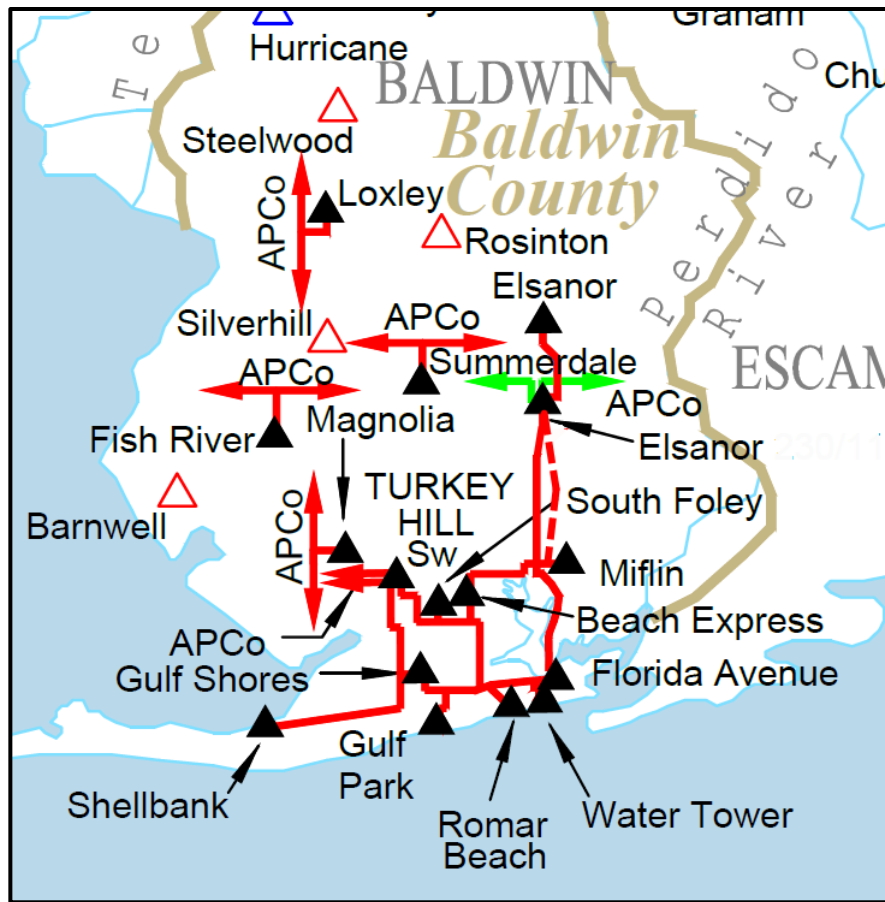 Graham
Hurricane
Te
Chu
BALDWIN
Steelwood
Baldwin
County
Perdido
River
APCo
Loxley
Rosinton
Elsanor
Silverhill
APCo
Summerdale
ESCAM
APCo
APCo
Magnolia
Fish River
Elsanor
230/11
TURKEY
HILL
Sw
South Foley
Barnwell
APCo
Miflin
Beach Express
APCo
Gulf Shores
Florida Avenue
Gulf
Park
Shellbank
Water Tower
Romar
Beach